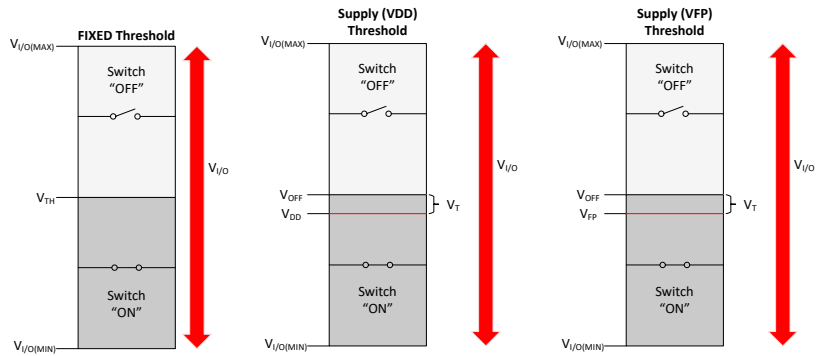 FIXED Threshold
V_I/O(MAX)
Switch
"OFF"
V_I/O
V_TH
Switch
"ON"
V_I/O(MIN)
Supply (VDD)
Threshold
V_I/O(MAX)
Switch
"OFF"
V_I/O
V_OFF
V_T
V_DD
Switch
"ON"
V_I/O(MIN)
Supply (VFP)
Threshold
V_I/O(MAX)
Switch
"OFF"
V_I/O
V_OFF
V_T
V_FP
Switch
"ON"
V_I/O(MIN)